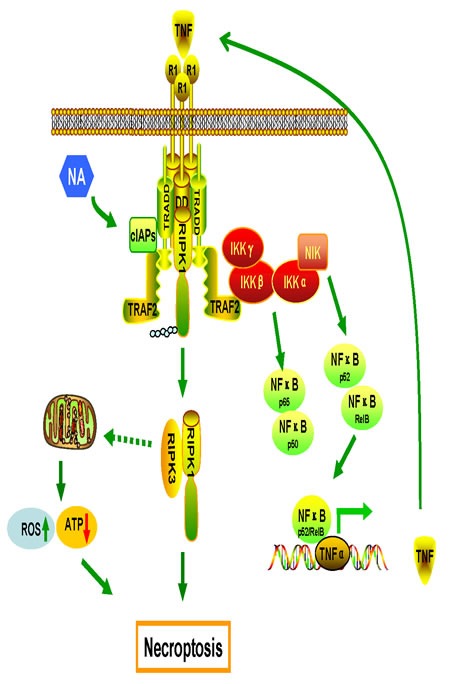 TNF
R1 R1
R1
NA
TRADD
TRADD
cIAPs
RIPK1
IKKγ
NIK
IKKβ
IKKα
TRAF2
TRAF2
NFκB
p52
NFκB
p65
NFκB
RelB
NFκB
p50
RIPK3
RIPK1
ROS
ATP
NFκB
p52/RelB
TNFα
TNF
Necroptosis